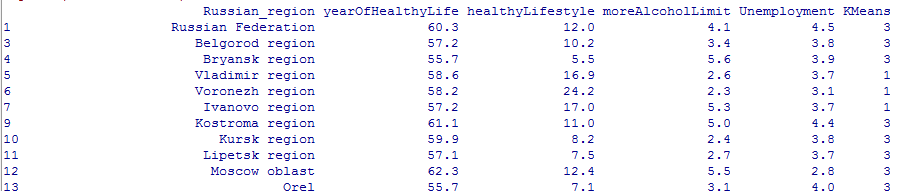 Russian_region yearOfHealthyLife healthyLifestyle moreAlcoholLimit Unemployment KMeans
1 Russian Federation 60.3 12.0 4.1 4.5 3
3 Belgorod region 57.2 10.2 3.4 3.8 3
4 Bryansk region 55.7 5.5 5.6 3.9 3
5 Vladimir region 58.6 16.9 2.6 3.7 1
6 Voronezh region 58.2 24.2 2.3 3.1 1
7 Ivanovo region 57.2 17.0 5.3 3.7 1
9 Kostroma region 61.1 11.0 5.0 4.4 3
10 Kursk region 59.9 8.2 2.4 3.8 3
11 Lipetsk region 57.1 7.5 2.7 3.7 3
12 Moscow oblast 62.3 12.4 5.5 2.8 3
13 Orel 55.7 7.1 3.1 4.0 3